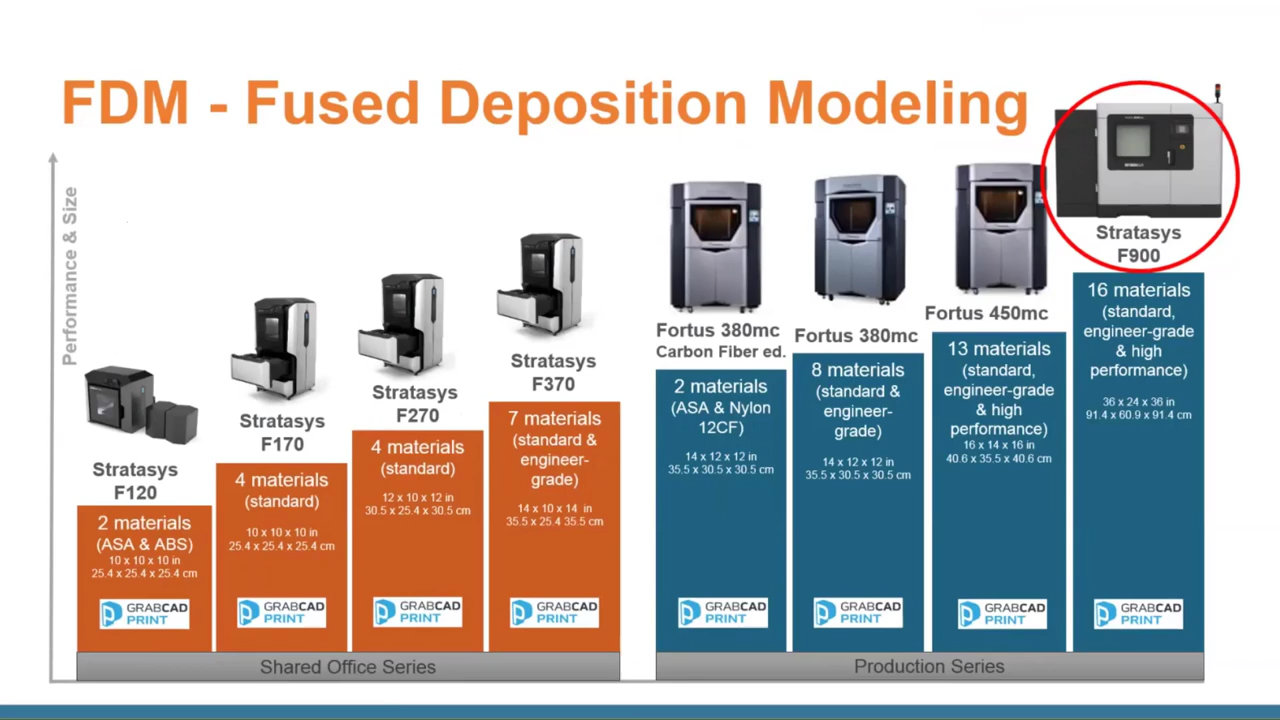 FDM - Fused Deposition Modeling
Performance & Size
Stratasys
F120
2 materials
(ASA & ABS)
10 x 10 x 10 in
25.4 x 25.4 x 25.4 cm
GRABCAD
PRINT
Stratasys
F170
4 materials
(standard)
10 x 10 x 10 in
25.4 x 25.4 x 25.4 cm
GRABCAD
PRINT
Stratasys
F270
4 materials
(standard)
12 x 10 x 12 in
30.5 x 25.4 x 30.5 cm
GRABCAD
PRINT
Stratasys
F370
7 materials
(standard &
engineer-
grade)
14 x 10 x 14 in
35.5 x 25.4 35.5 cm
GRABCAD
PRINT
Shared Office Series
Fortus 380mc
Carbon Fiber ed.
2 materials
(ASA & Nylon
12CF)
14 x 12 x 12 in
35.5 x 30.5 x 30.5 cm
GRABCAD
PRINT
Fortus 380mc
8 materials
(standard &
engineer-
grade)
14 x 12 x 12 in
35.5 x 30.5 x 30.5 cm
GRABCAD
PRINT
Fortus 450mc
13 materials
(standard,
engineer-grade
& high
performance)
16 x 14 x 16 in
40.6 x 35.5 x 40.6 cm
GRABCAD
PRINT
Stratasys
F900
16 materials
(standard,
engineer-grade
& high
performance)
36 x 24 x 36 in
91.4 x 60.9 x 91.4 cm
GRABCAD
PRINT
Production Series